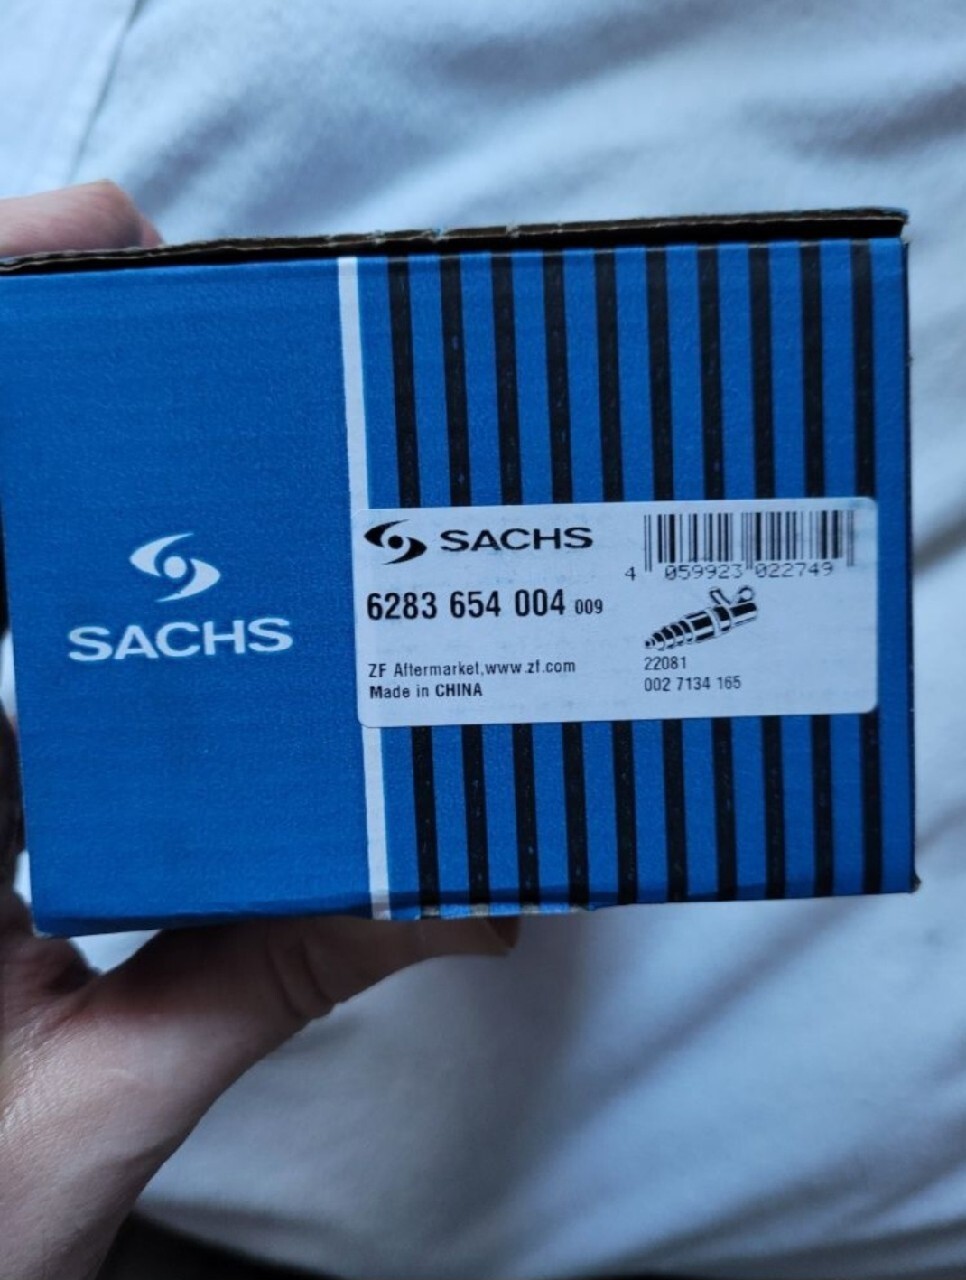 SACHS
SACHS
4 059923 022749
6283 654 004 009
ZF Aftermarket,www.zf.com
Made in CHINA
22081
002 7134 165